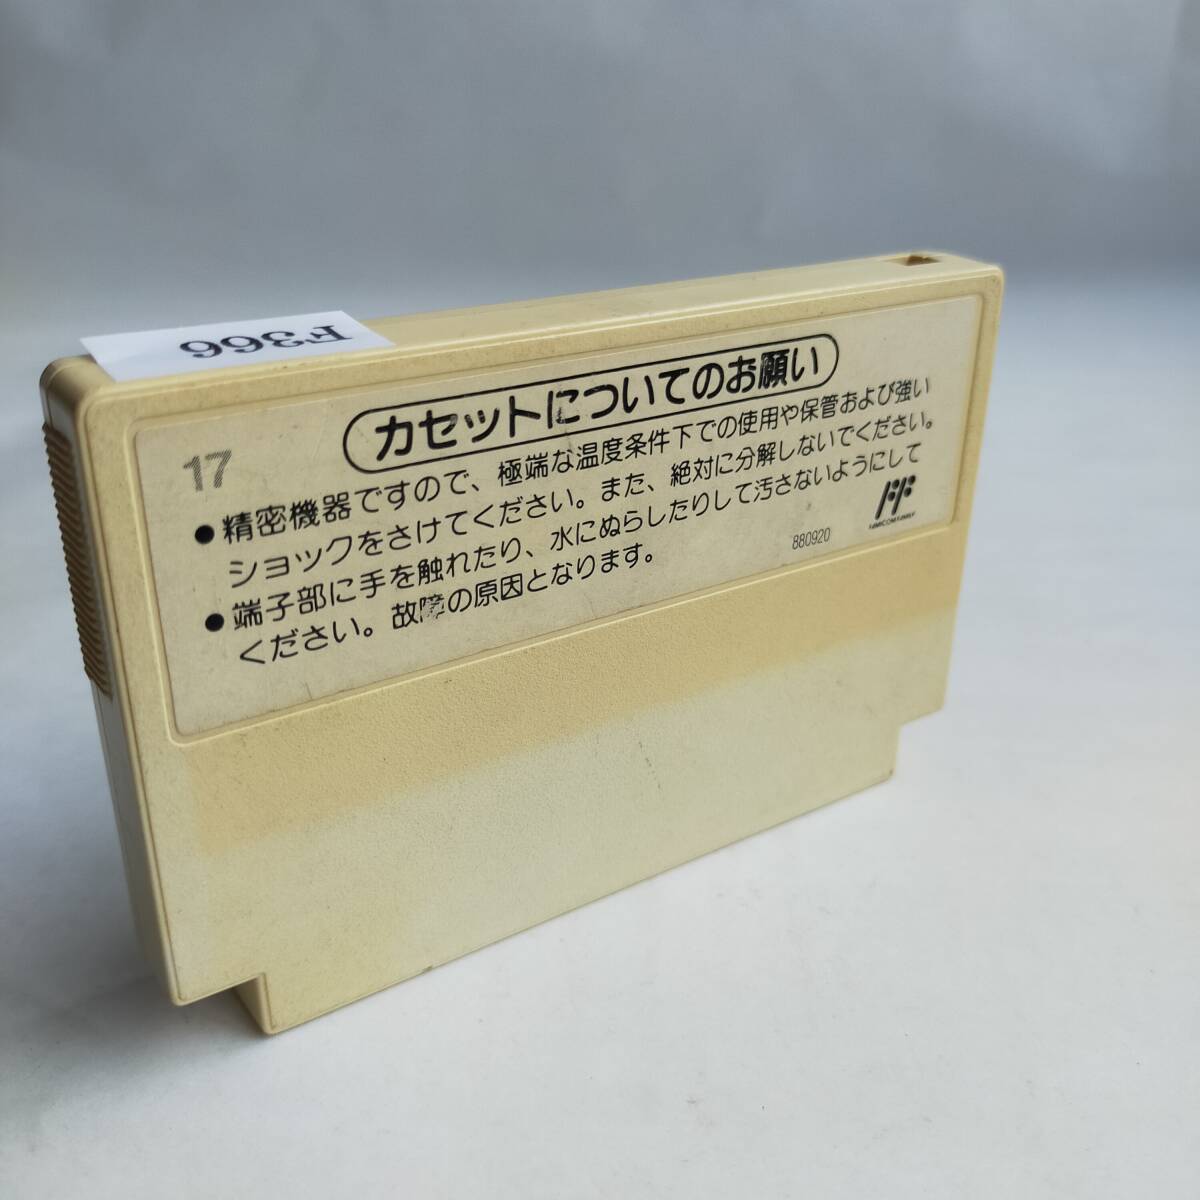 F366
カセットについてのお願い
17
●精密機器ですので、極端な温度条件下での使用や保管および強い
ショックをさけてください。また、絶対に分解しないでください。
●端子部に手を触れたり、水にぬらしたりして汚さないようにして
ください。故障の原因となります。
880920
FAMICOM FAMILY